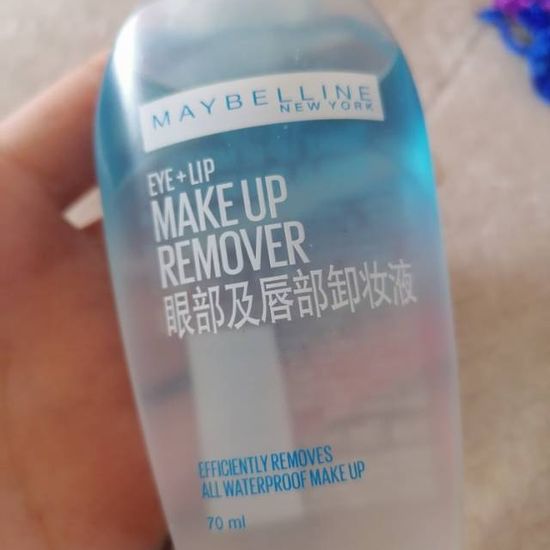 MAYBELLINE
NEW YORK
EYE + LIP
MAKE UP
REMOVER
眼部及唇部卸妆液
EFFICIENTLY REMOVES
ALL WATERPROOF MAKE UP
70 ml